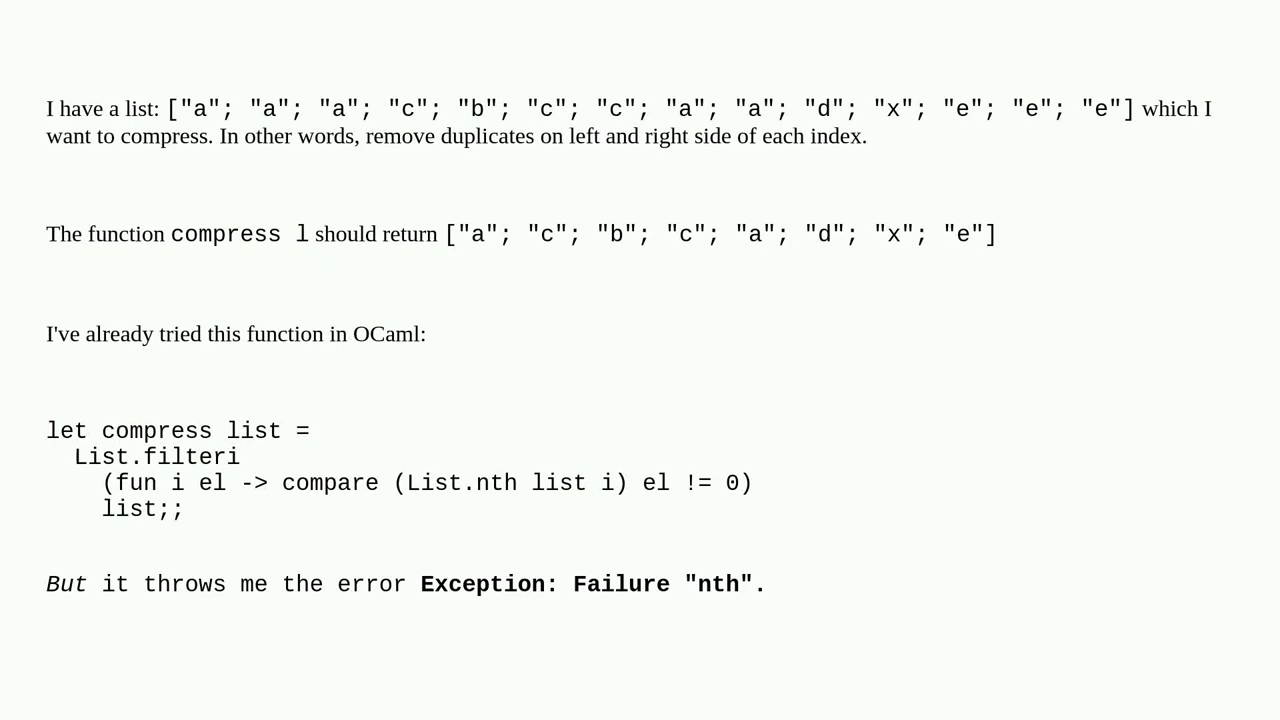 I have a list: ["a"; "a"; "a"; "c"; "b"; "c"; "c"; "a"; "a"; "d"; "x"; "e"; "e"; "e"] which I
want to compress. In other words, remove duplicates on left and right side of each index.
The function compress l should return ["a"; "c"; "b"; "c"; "a"; "d"; "x"; "e"]
I've already tried this function in OCaml:
let compress list =
  List.filteri
    (fun i el -> compare (List.nth list i) el != 0)
    list;;
But it throws me the error Exception: Failure "nth".